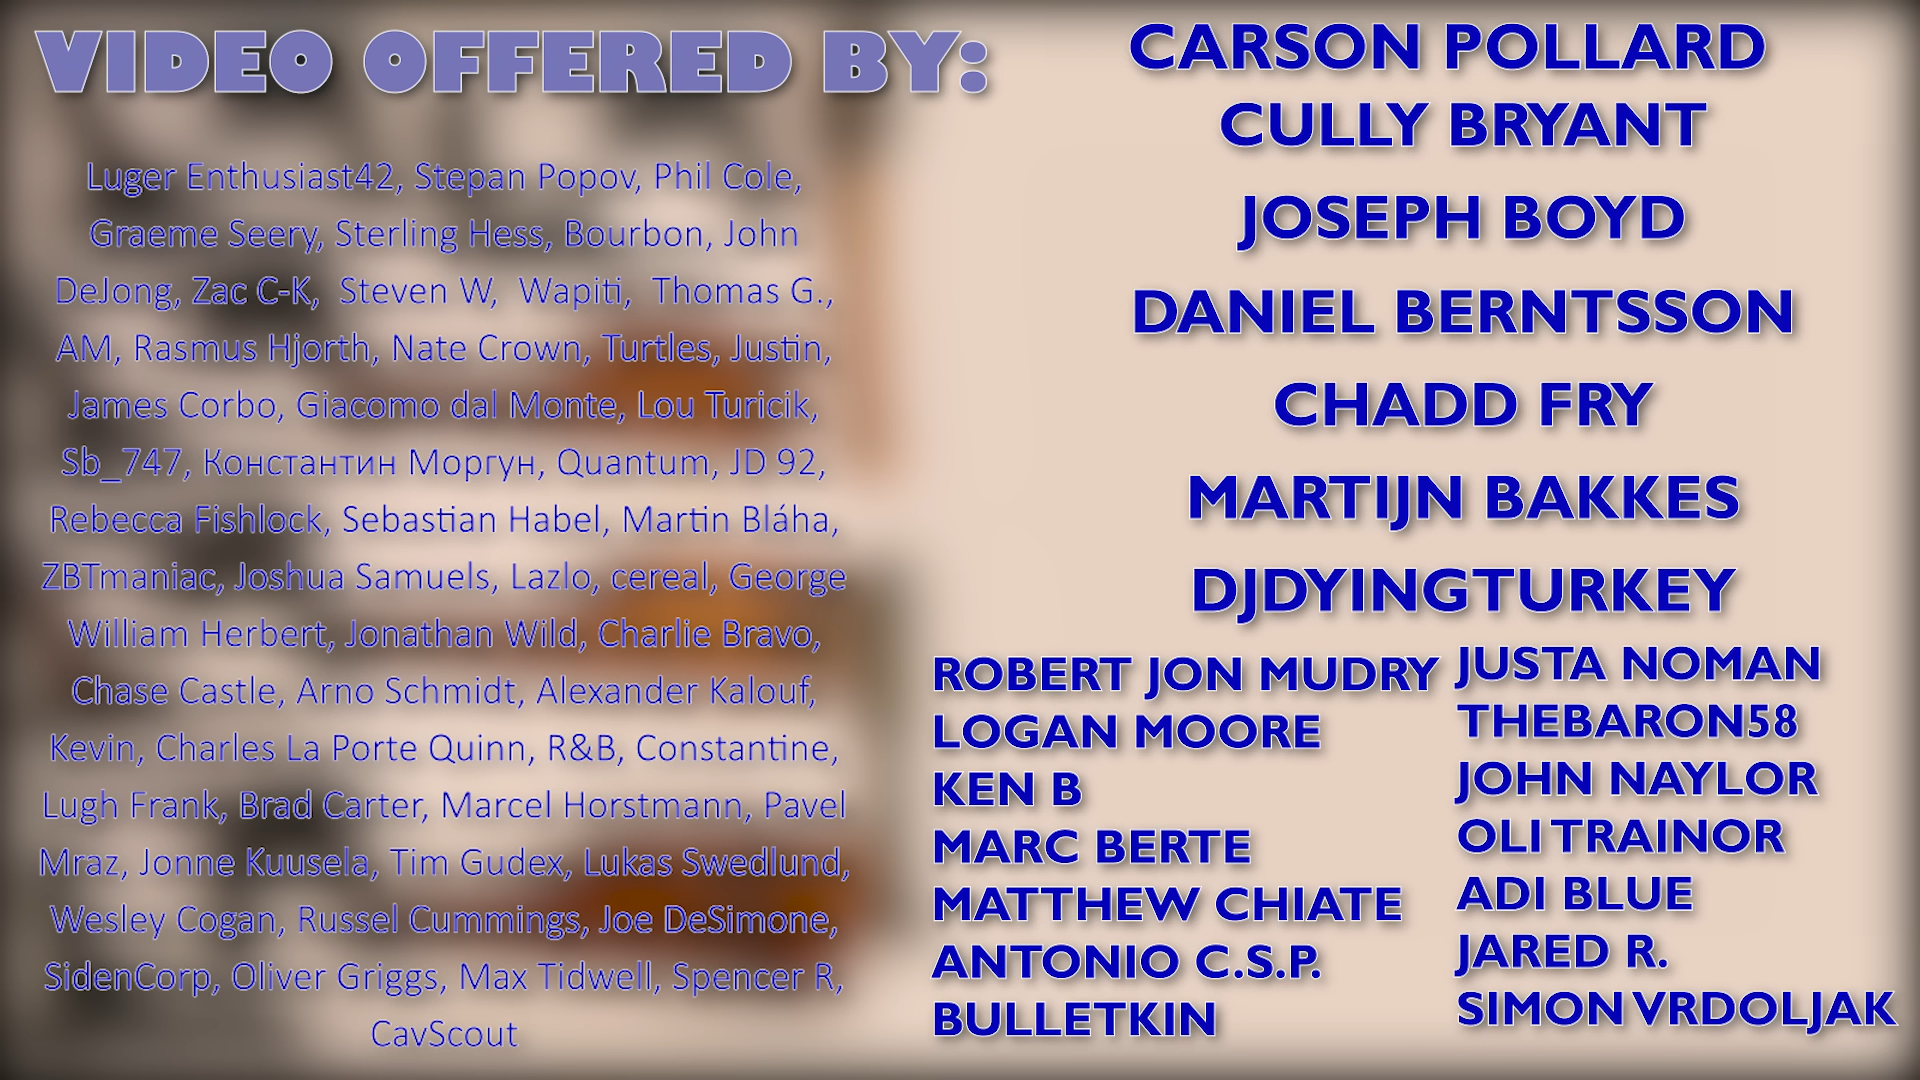 VIDEO OFFERED BY:
Luger Enthusiast42, Stepan Popov, Phil Cole,
Graeme Seery, Sterling Hess, Bourbon, John
DeJong, Zac C-K, Steven W, Wapiti, Thomas G.,
AM, Rasmus Hjorth, Nate Crown, Turtles, Justin,
James Corbo, Giacomo dal Monte, Lou Turicik,
Sb_747, Константин Моргун, Quantum, JD 92,
Rebecca Fishlock, Sebastian Habel, Martin Bláha,
ZBTmaniac, Joshua Samuels, Lazlo, cereal, George
William Herbert, Jonathan Wild, Charlie Bravo,
Chase Castle, Arno Schmidt, Alexander Kalouf,
Kevin, Charles La Porte Quinn, R&B, Constantine,
Lugh Frank, Brad Carter, Marcel Horstmann, Pavel
Mraz, Jonne Kuusela, Tim Gudex, Lukas Swedlund,
Wesley Cogan, Russel Cummings, Joe DeSimone,
SidenCorp, Oliver Griggs, Max Tidwell, Spencer R,
CavScout
CARSON POLLARD
CULLY BRYANT
JOSEPH BOYD
DANIEL BERNTSSON
CHADD FRY
MARTIJN BAKKES
DJDYINGTURKEY
ROBERT JON MUDRY
LOGAN MOORE
KEN B
MARC BERTE
MATTHEW CHIATE
ANTONIO C.S.P.
BULLETKIN
JUSTA NOMAN
THEBARON58
JOHN NAYLOR
OLI TRAINOR
ADI BLUE
JARED R.
SIMON VRDOLJAK